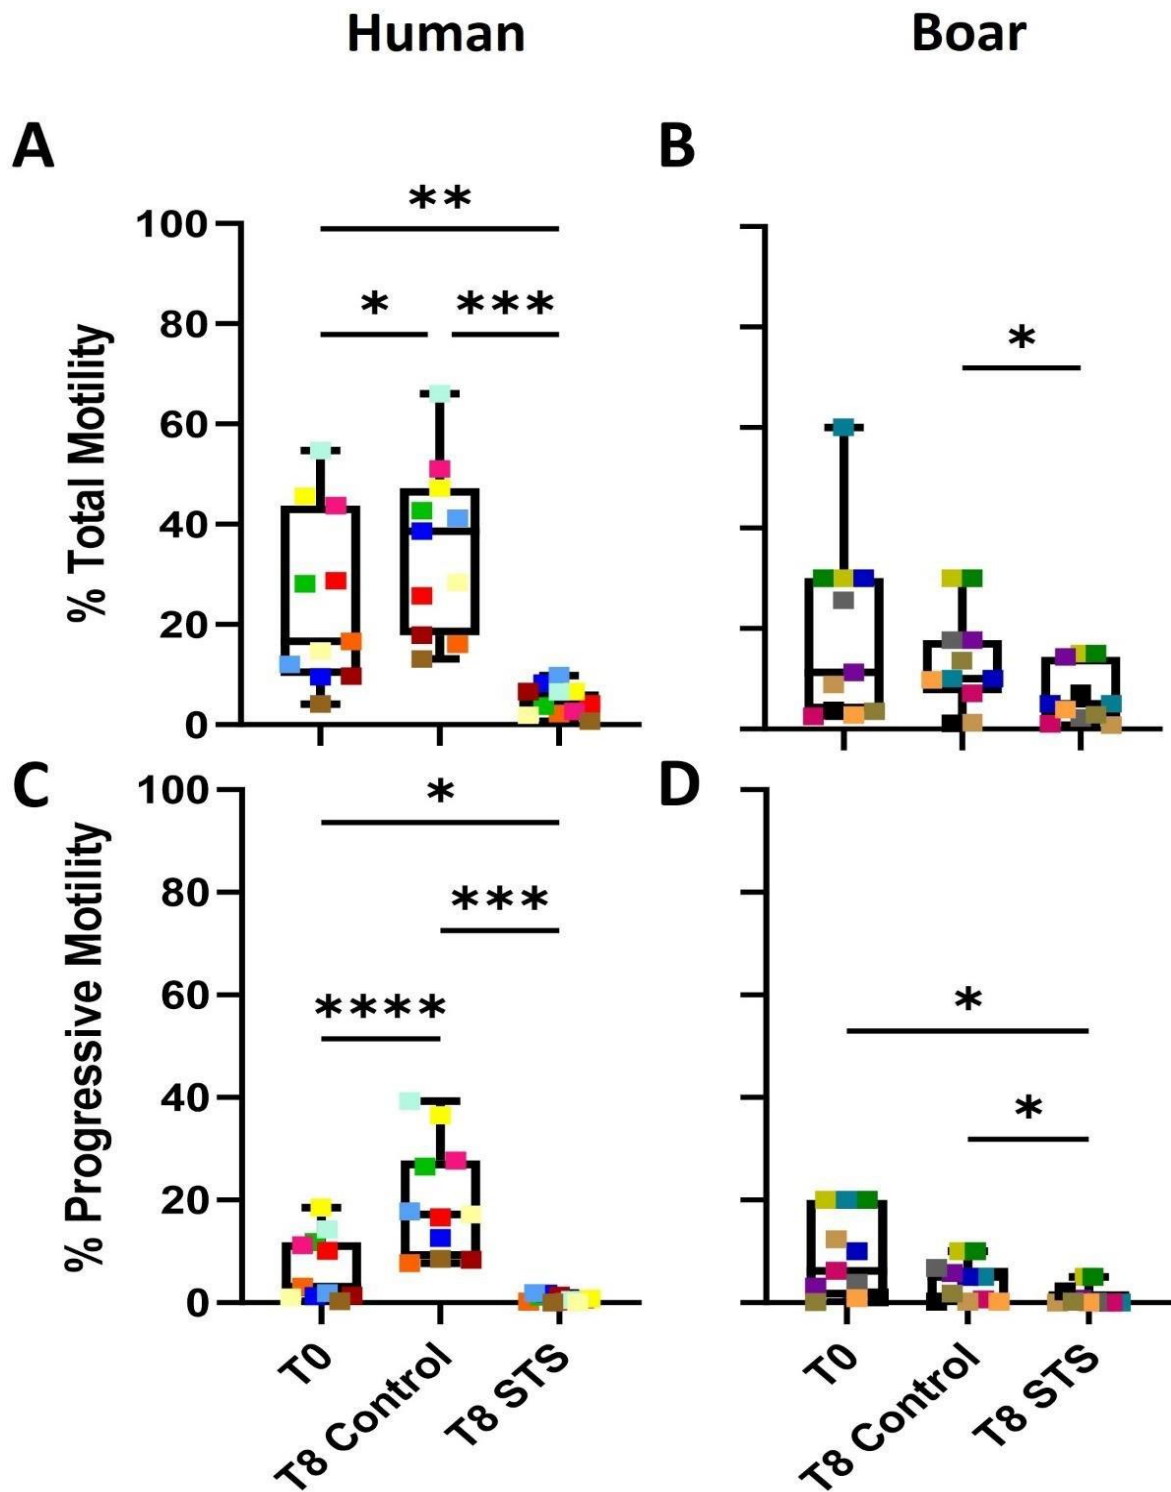 Human Boar
A B
% Total Motility
100
80
60
40
20
0
**
* ***
*
C D
% Progressive Motility
100
80
60
40
20
0
*
***
****
*
*
T0 T8 Control T8 STS
T0 T8 Control T8 STS